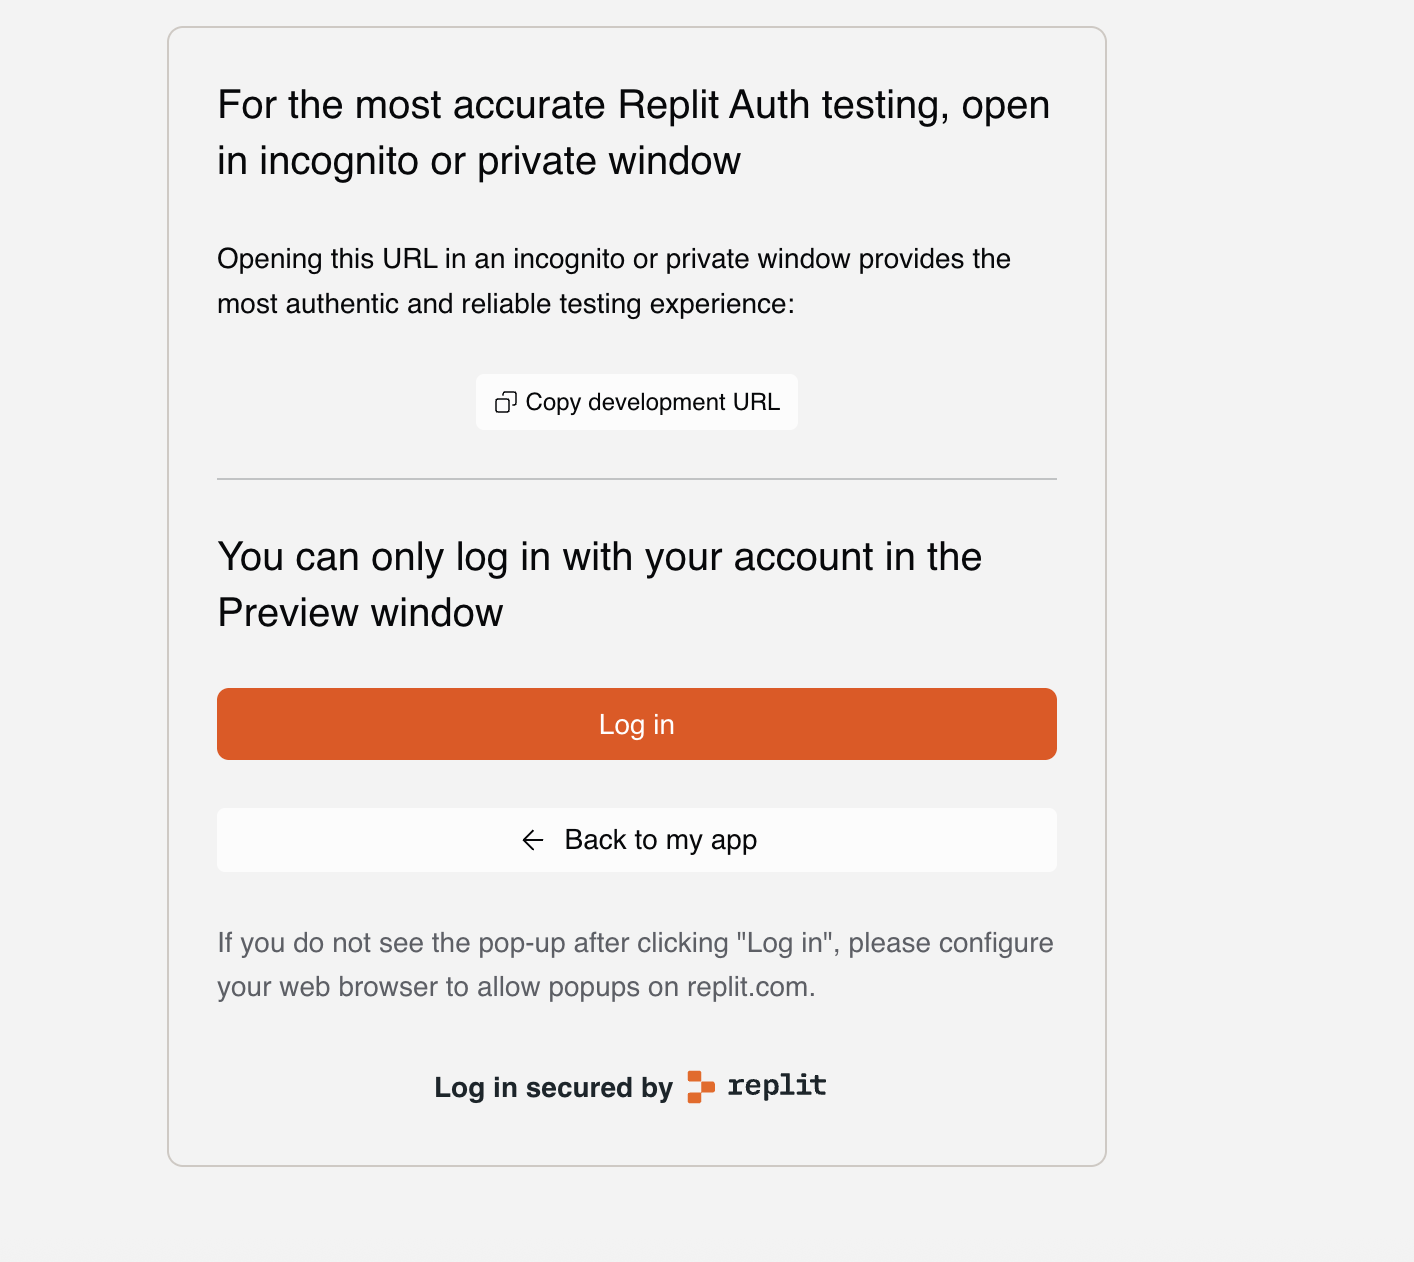 For the most accurate Replit Auth testing, open
in incognito or private window
Opening this URL in an incognito or private window provides the
most authentic and reliable testing experience:
Copy development URL
You can only log in with your account in the
Preview window
Log in
Back to my app
If you do not see the pop-up after clicking "Log in", please configure
your web browser to allow popups on replit.com.
Log in secured by replit